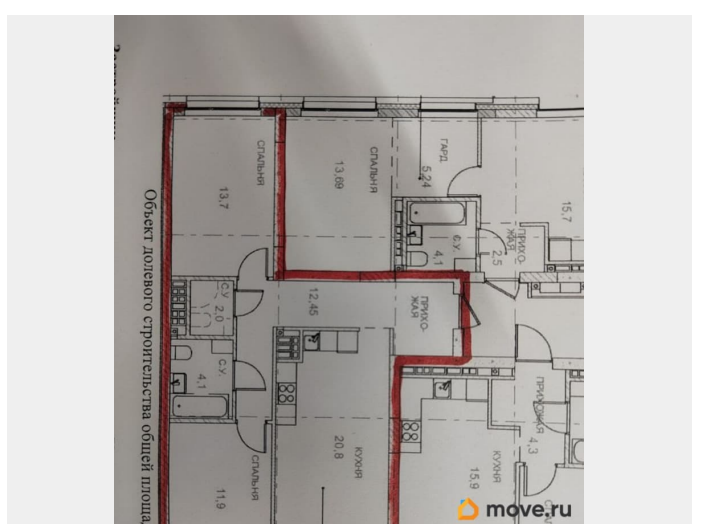 Объект долевого строительства общей площа
СПАЛЬНЯ
13.7
СПАЛЬНЯ
13,69
ГАРД
5,24
15.7
С.У.
4,1
ПРИХО-
ЖАЯ
2,5
С.У.
2,0
12,45
ПРИХО-
ЖАЯ
С.У.
4,1
СПАЛЬНЯ
11,9
КУХНЯ
20,8
КУХНЯ
15,9
ПРИХОЖАЯ
4,3
move.ru